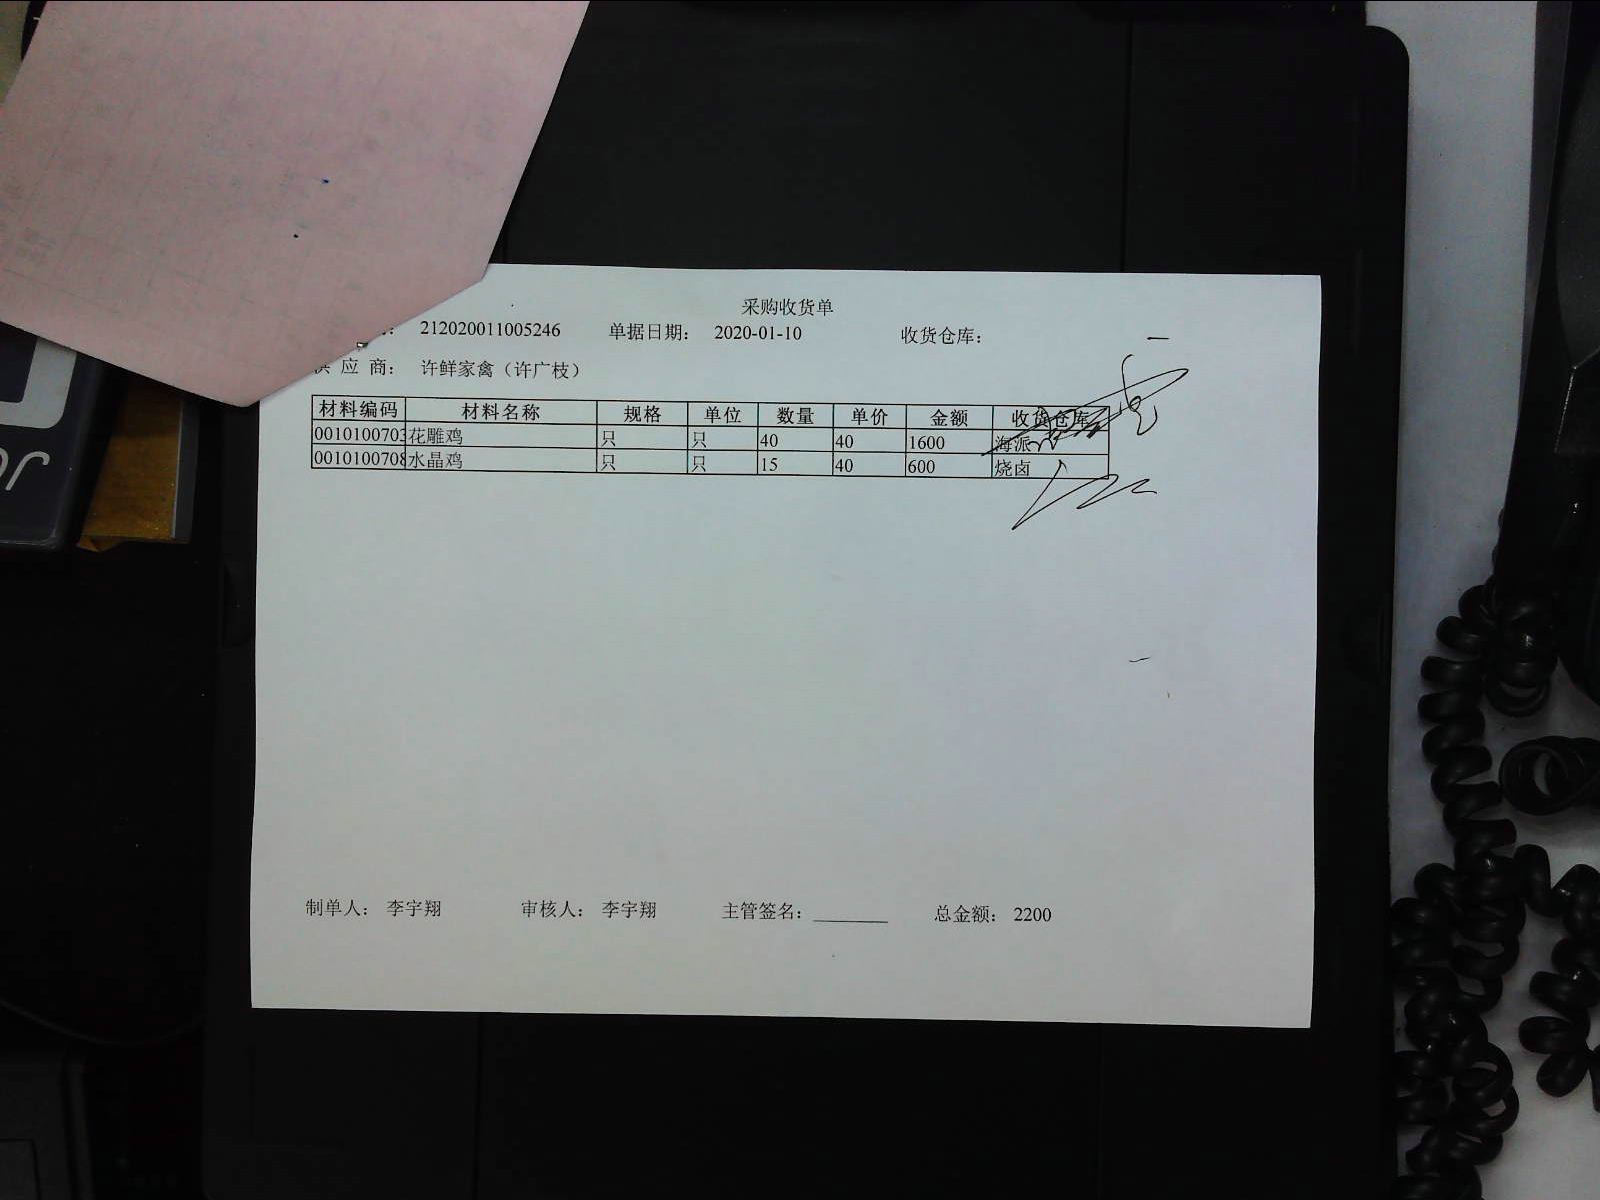 采购收货单
212020011005246 单据日期： 2020-01-10 收货仓库：
应 商： 许鲜家禽（许广枝）
材料编码 材料名称 规格 单位 数量 单价 金额 收货仓库
0010100703 花雕鸡 只 只 40 40 1600 海派
0010100708 水晶鸡 只 只 15 40 600 烧卤
制单人： 李宇翔 审核人： 李宇翔 主管签名： 总金额： 2200